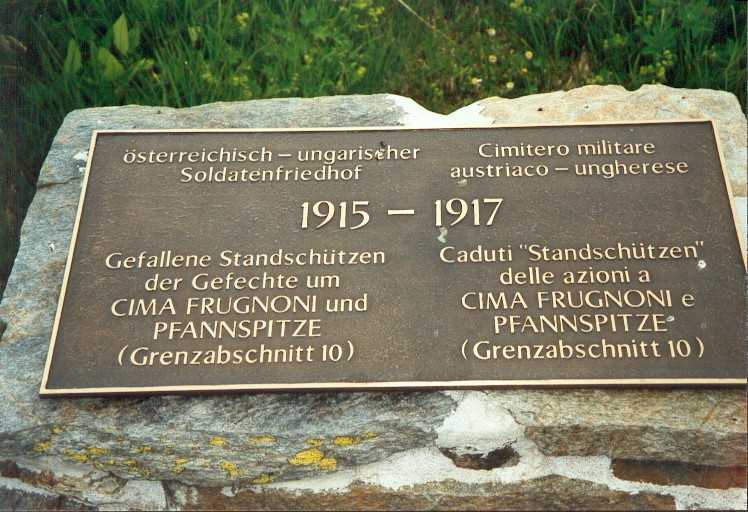 österreichisch – ungarischer
Soldatenfriedhof
Cimitero militare
austriaco – ungherese
1915 – 1917
Gefallene Standschützen
der Gefechte um
CIMA FRUGNONI und
PFANNSPITZE
(Grenzabschnitt 10)
Caduti "Standschützen"
delle azioni a
CIMA FRUGNONI e
PFANNSPITZE
(Grenzabschnitt 10)